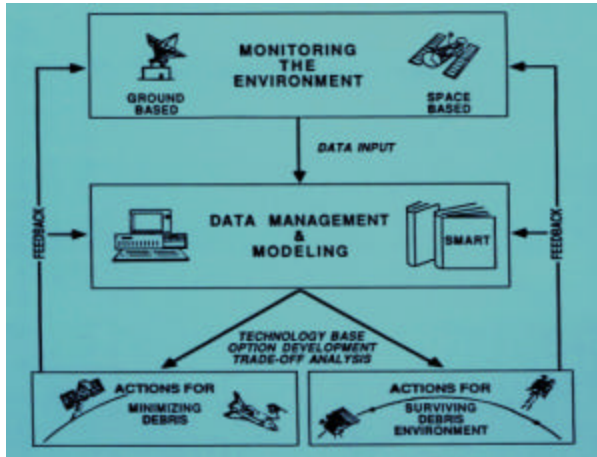 MONITORING
THE
ENVIRONMENT
GROUND
BASED
SPACE
BASED
DATA INPUT
FEEDBACK
DATA MANAGEMENT
&
MODELING
SMART
FEEDBACK
TECHNOLOGY BASE
OPTION DEVELOPMENT
TRADE-OFF ANALYSIS
ACTIONS FOR
MINIMIZING
DEBRIS
ACTIONS FOR
SURVIVING
DEBRIS
ENVIRONMENT